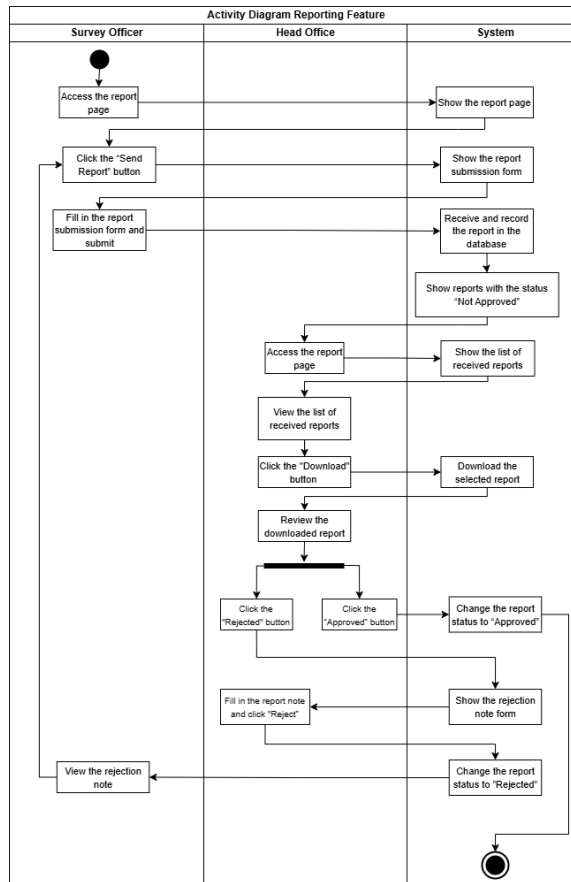 Activity Diagram Reporting Feature
Survey Officer
Head Office
System
Access the report
page
Show the report page
Click the “Send
Report” button
Show the report
submission form
Fill in the report
submission form and
submit
Receive and record
the report in the
database
Show reports with the status
“Not Approved”
Access the report
page
Show the list of
received reports
View the list of
received reports
Click the "Download"
button
Download the
selected report
Review the
downloaded report
Click the
"Rejected" button
Click the
“Approved” button
Change the report
status to “Approved”
Fill in the report note
and click “Reject”
Show the rejection
note form
View the rejection
note
Change the report
status to "Rejected”